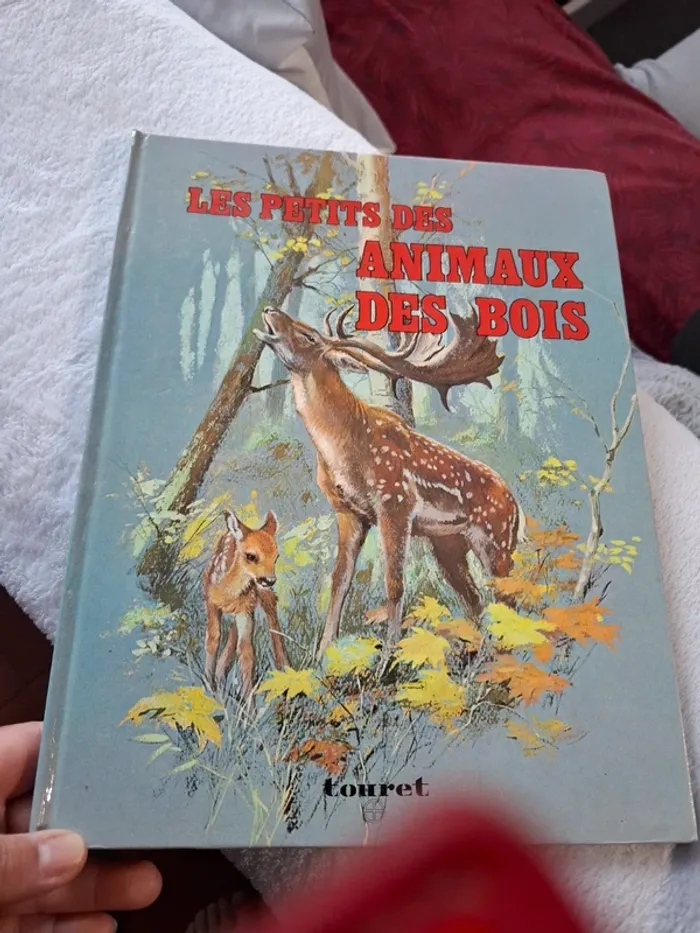 LES PETITS DES
ANIMAUX
DES BOIS
touret